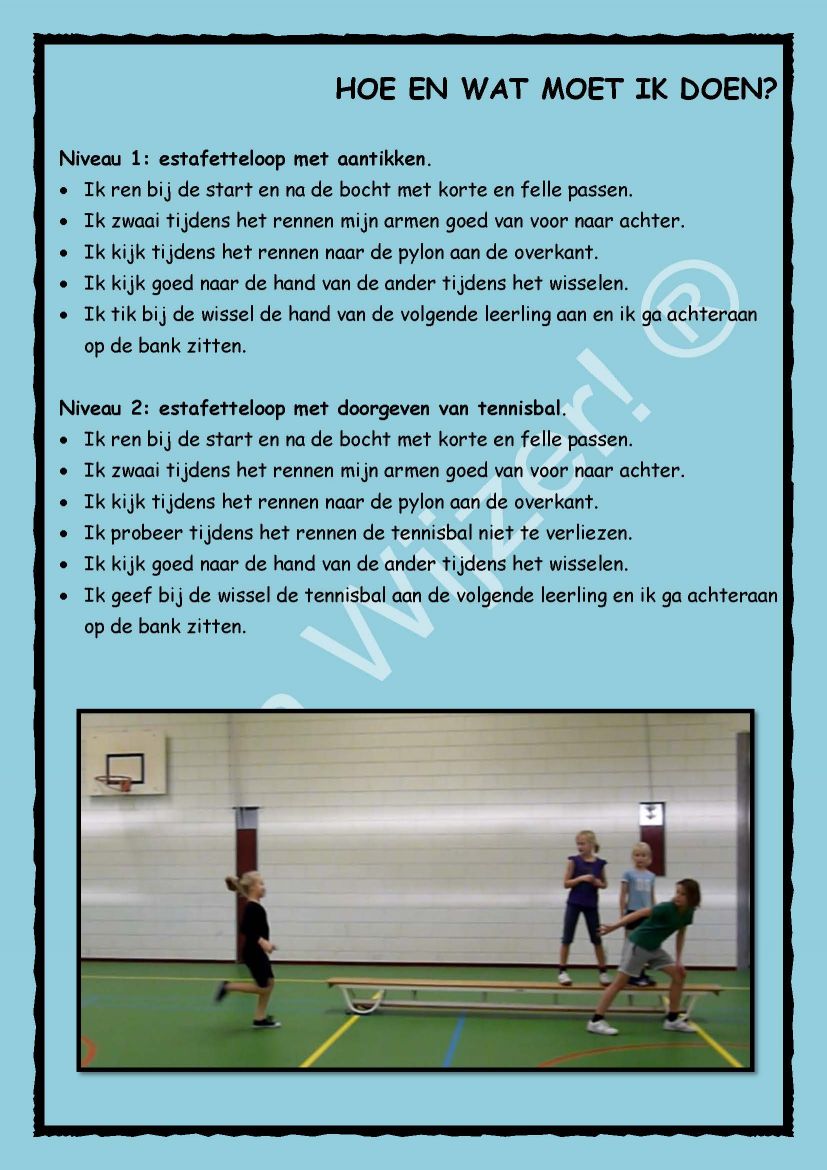 HOE EN WAT MOET IK DOEN?
Niveau 1: estafetteloop met aantikken.
• Ik ren bij de start en na de bocht met korte en felle passen.
• Ik zwaai tijdens het rennen mijn armen goed van voor naar achter.
• Ik kijk tijdens het rennen naar de pylon aan de overkant.
• Ik kijk goed naar de hand van de ander tijdens het wisselen.
• Ik tik bij de wissel de hand van de volgende leerling aan en ik ga achteraan
op de bank zitten.
Niveau 2: estafetteloop met doorgeven van tennisbal.
• Ik ren bij de start en na de bocht met korte en felle passen.
• Ik zwaai tijdens het rennen mijn armen goed van voor naar achter.
• Ik kijk tijdens het rennen naar de pylon aan de overkant.
• Ik probeer tijdens het rennen de tennisbal niet te verliezen.
• Ik kijk goed naar de hand van de ander tijdens het wisselen.
• Ik geef bij de wissel de tennisbal aan de volgende leerling en ik ga achteraan
op de bank zitten.
Wijzer! ®